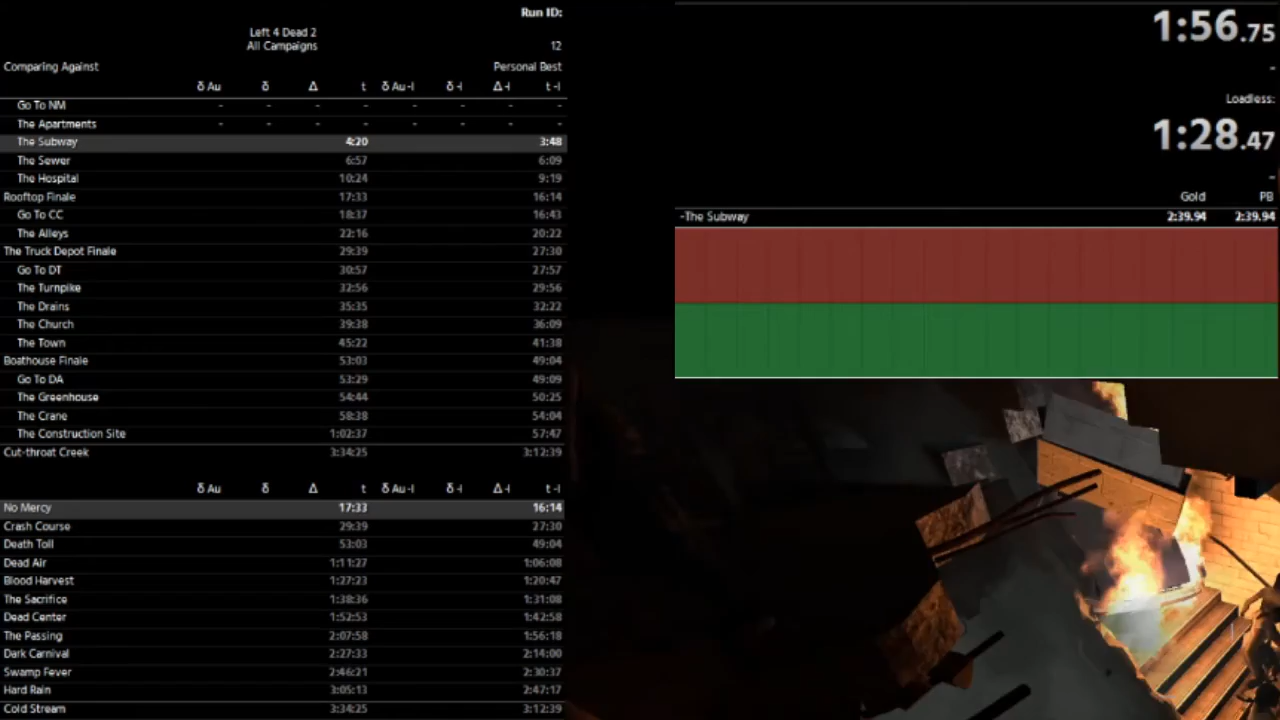 Run ID:
Left 4 Dead 2
All Campaigns
12
Comparing Against Personal Best
δ Au δ Δ t δ Au -l δ -l Δ -l t -l
Go To NM - - - - - - - -
The Apartments - - - - - - - -
The Subway 4:20 3:48
The Sewer 6:57 6:09
The Hospital 10:24 9:19
Rooftop Finale 17:33 16:14
Go To CC 18:37 16:43
The Alleys 22:16 20:22
The Truck Depot Finale 29:39 27:30
Go To DT 30:57 27:57
The Turnpike 32:56 29:56
The Drains 35:35 32:22
The Church 39:38 36:09
The Town 45:22 41:38
Boathouse Finale 53:03 49:04
Go To DA 53:29 49:09
The Greenhouse 54:44 50:25
The Crane 58:38 54:04
The Construction Site 1:02:37 57:47
Cut-throat Creek 3:34:25 3:12:39
δ Au δ Δ t δ Au -l δ -l Δ -l t -l
No Mercy 17:33 16:14
Crash Course 29:39 27:30
Death Toll 53:03 49:04
Dead Air 1:11:27 1:06:08
Blood Harvest 1:27:23 1:20:47
The Sacrifice 1:38:36 1:31:08
Dead Center 1:52:53 1:42:58
The Passing 2:07:58 1:56:18
Dark Carnival 2:27:33 2:14:00
Swamp Fever 2:46:21 2:30:37
Hard Rain 3:05:13 2:47:17
Cold Stream 3:34:25 3:12:39
1:56.75
-
Loadless:
1:28.47
-
Gold PB
-The Subway 2:39.94 2:39.94